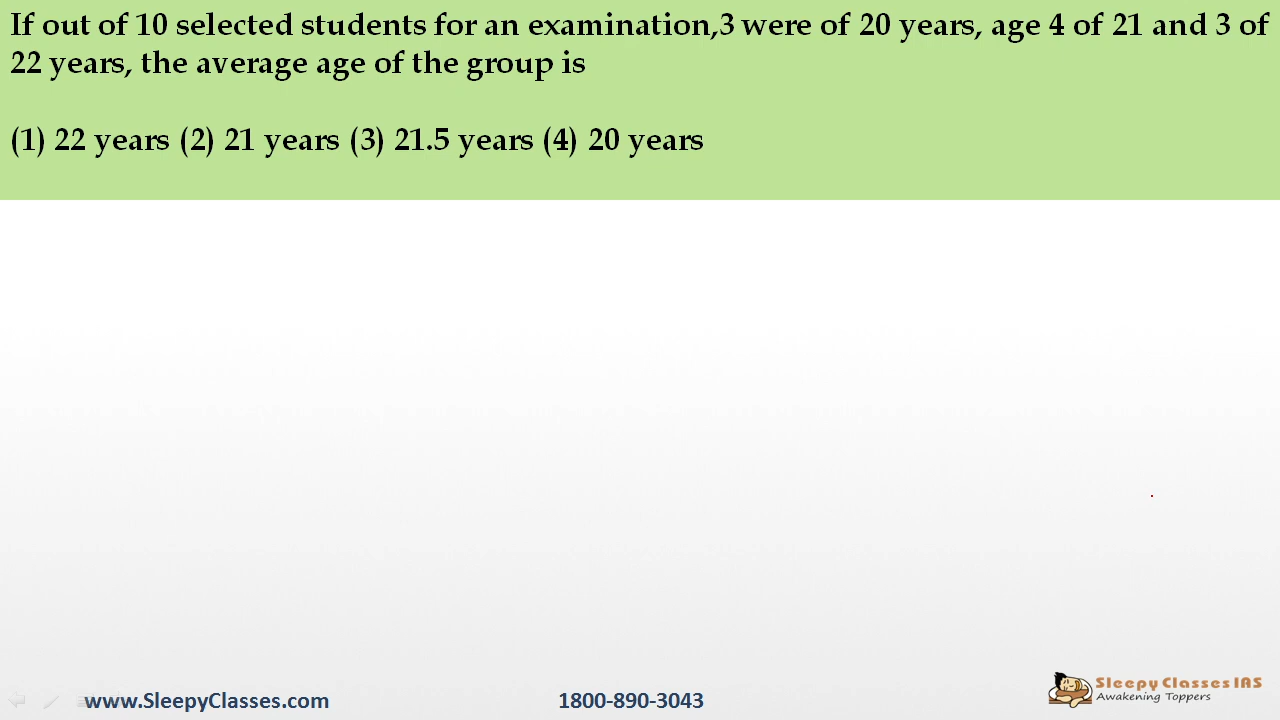 If out of 10 selected students for an examination,3 were of 20 years, age 4 of 21 and 3 of
22 years, the average age of the group is
(1) 22 years (2) 21 years (3) 21.5 years (4) 20 years
www.SleepyClasses.com
1800-890-3043
Sleepy Classes IAS
Awakening Toppers